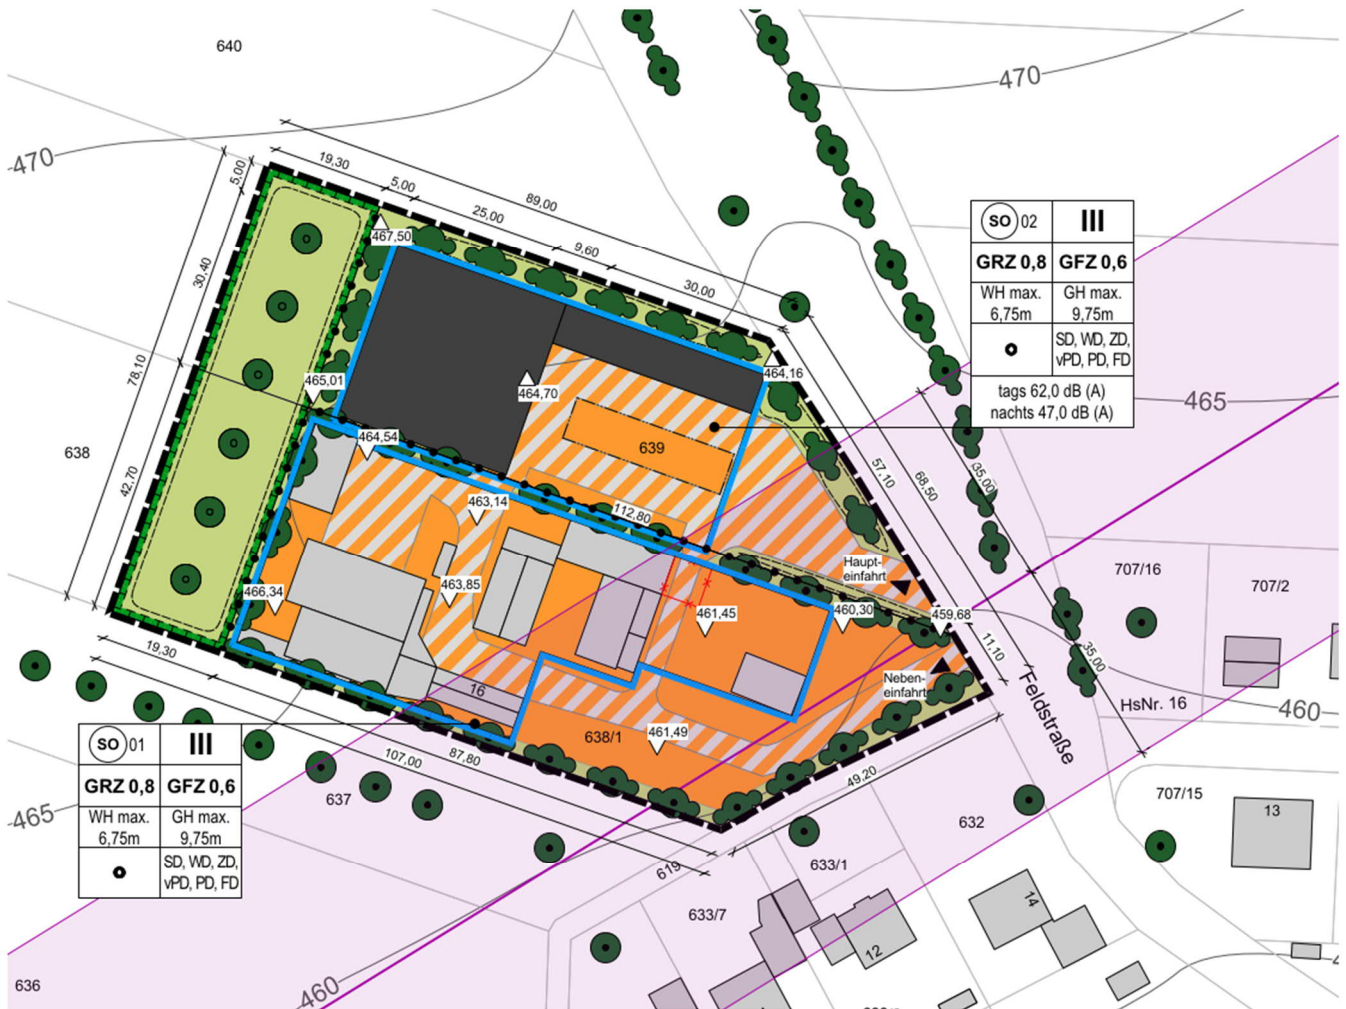 640
470
470
19,30
5,00
5,00
89,00
25,00
9,60
30,00
467,50
30,40
78,10
465,01
464,70
464,16
464,54
639
638
42,70
463,14
112,80
57,10
68,50
35,00
SO 02
III
GRZ 0,8
GFZ 0,6
WH max.
6,75m
GH max.
9,75m
SD, WD, ZD,
vPD, PD, FD
tags 62,0 dB (A)
nachts 47,0 dB (A)
465
Haupt-
einfahrt
463,85
466,34
461,45
460,30
459,68
707/16
707/2
11,10
35,00
Neben-
einfahrt
19,30
16
638/1
461,49
Feldstraße
HsNr. 16
460
SO 01
III
GRZ 0,8
GFZ 0,6
WH max.
6,75m
GH max.
9,75m
SD, WD, ZD,
vPD, PD, FD
87,80
107,00
49,20
465
637
707/15
13
632
619
633/1
633/7
14
12
636
460